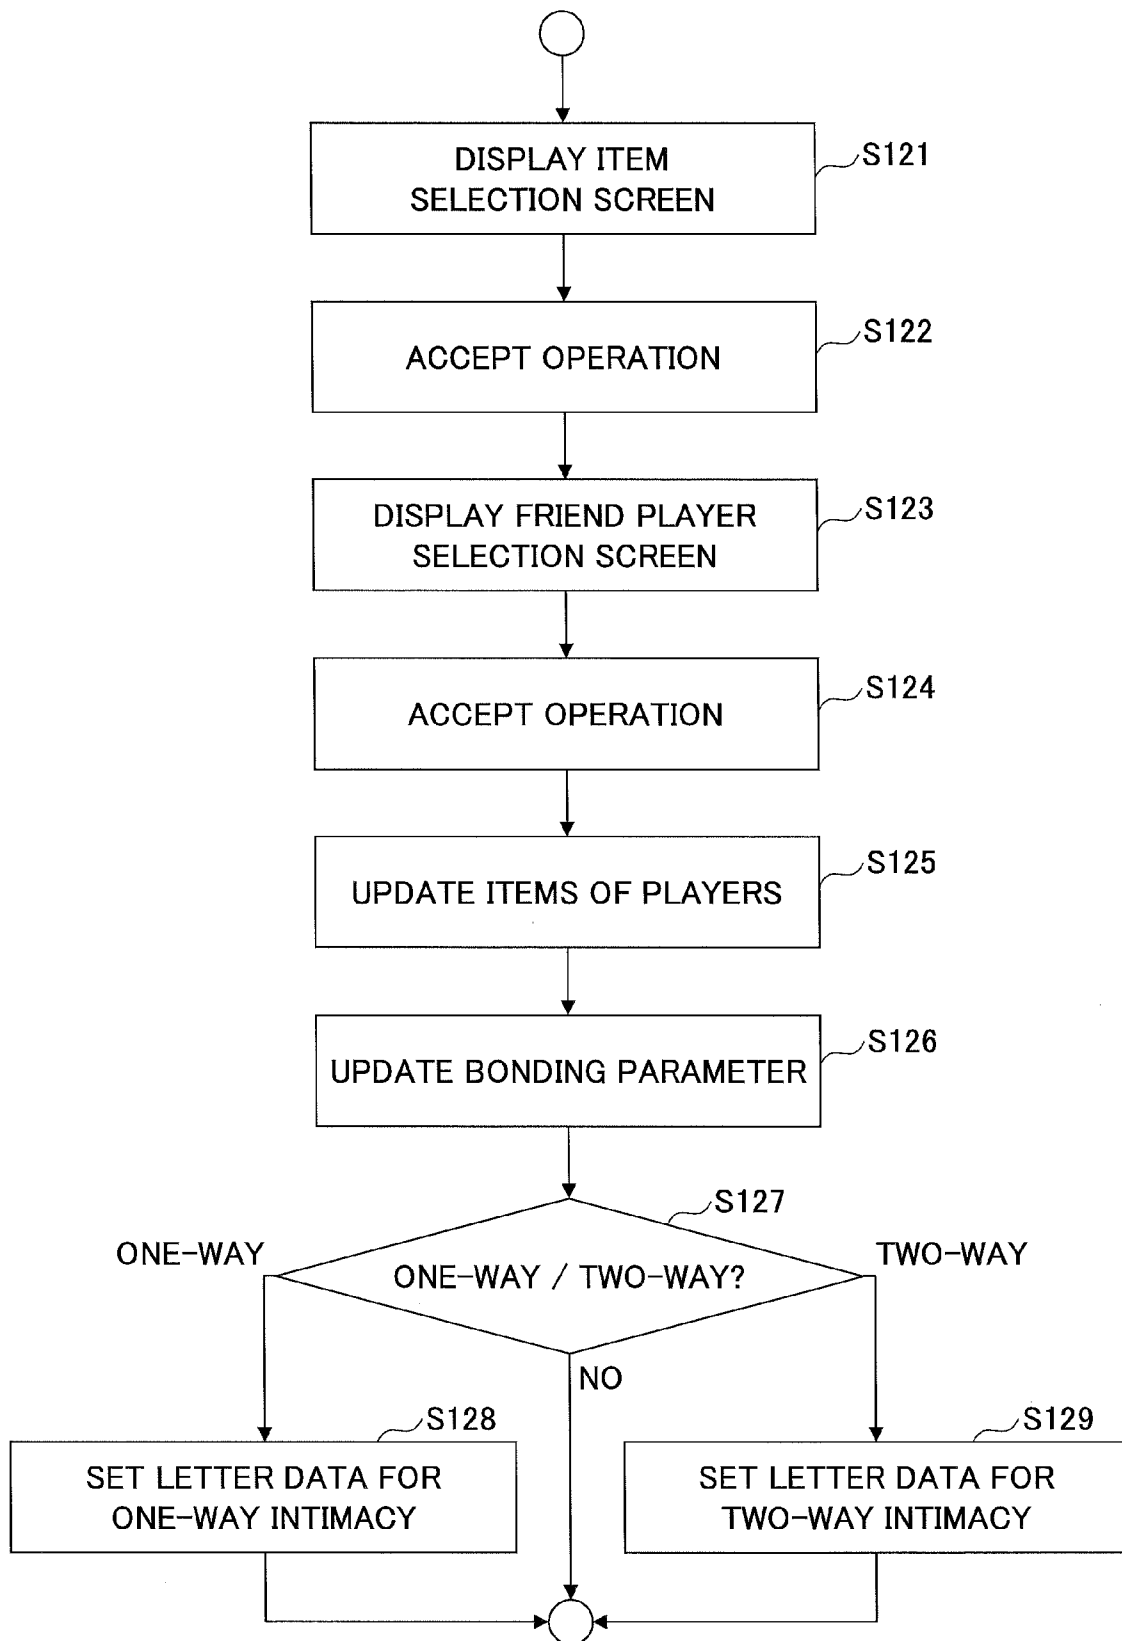 DISPLAY ITEM
SELECTION SCREEN
S121
ACCEPT OPERATION
S122
DISPLAY FRIEND PLAYER
SELECTION SCREEN
S123
ACCEPT OPERATION
S124
UPDATE ITEMS OF PLAYERS
S125
UPDATE BONDING PARAMETER
S126
S127
ONE-WAY
ONE-WAY / TWO-WAY?
TWO-WAY
NO
S128
SET LETTER DATA FOR
ONE-WAY INTIMACY
S129
SET LETTER DATA FOR
TWO-WAY INTIMACY